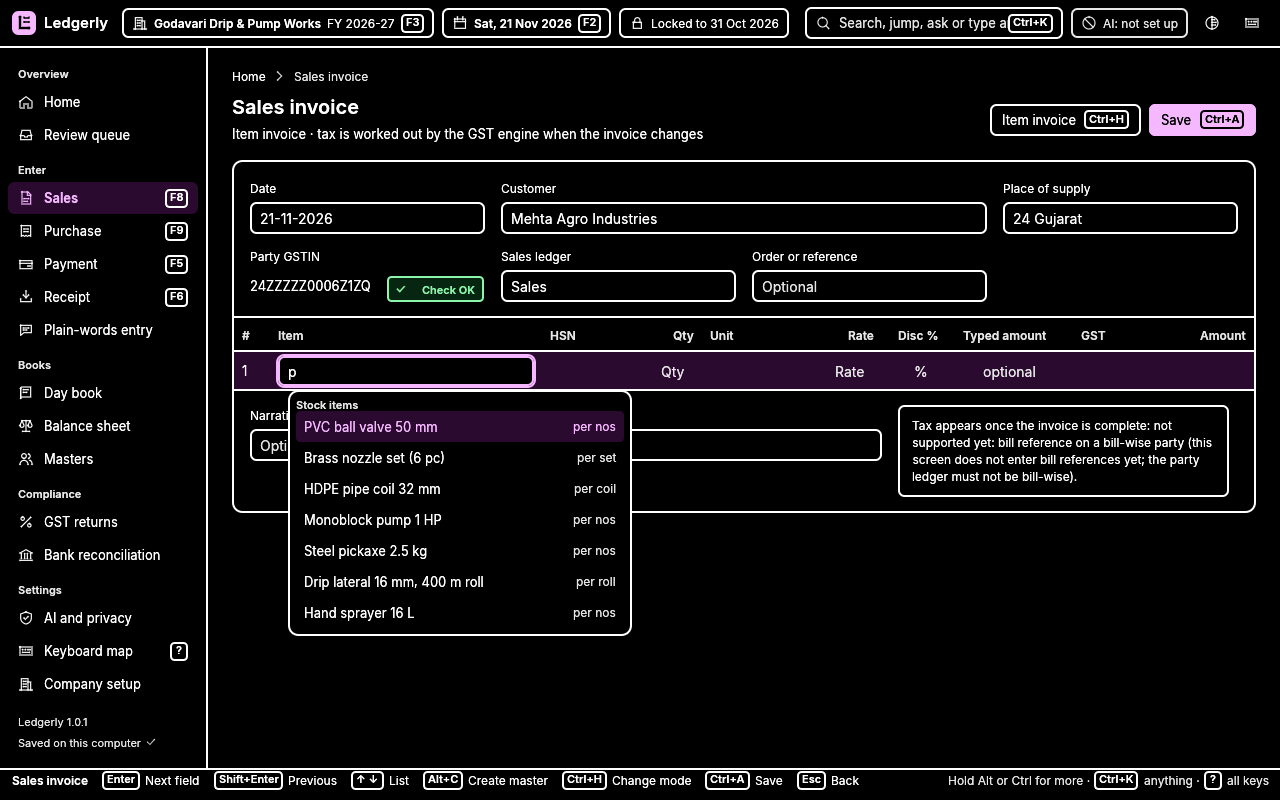 Ledgerly
Godavari Drip & Pump Works FY 2026-27 F3
Sat, 21 Nov 2026 F2
Locked to 31 Oct 2026
Search, jump, ask or type a Ctrl+K
AI: not set up
Overview
Home
Review queue
Enter
Sales F8
Purchase F9
Payment F5
Receipt F6
Plain-words entry
Books
Day book
Balance sheet
Masters
Compliance
GST returns
Bank reconciliation
Settings
AI and privacy
Keyboard map ?
Company setup
Ledgerly 1.0.1
Saved on this computer
Home Sales invoice
Sales invoice
Item invoice · tax is worked out by the GST engine when the invoice changes
Item invoice Ctrl+H
Save Ctrl+A
Date Customer Place of supply
21-11-2026 Mehta Agro Industries 24 Gujarat
Party GSTIN Sales ledger Order or reference
24ZZZZZ0006Z1ZQ Check OK Sales Optional
# Item HSN Qty Unit Rate Disc % Typed amount GST Amount
1 p Qty Rate % optional
Narrati
Opti
Stock items
PVC ball valve 50 mm per nos
Brass nozzle set (6 pc) per set
HDPE pipe coil 32 mm per coil
Monoblock pump 1 HP per nos
Steel pickaxe 2.5 kg per nos
Drip lateral 16 mm, 400 m roll per roll
Hand sprayer 16 L per nos
Tax appears once the invoice is complete: not
supported yet: bill reference on a bill-wise party (this
screen does not enter bill references yet; the party
ledger must not be bill-wise).
Sales invoice Enter Next field Shift+Enter Previous ↑ ↓ List Alt+C Create master Ctrl+H Change mode Ctrl+A Save Esc Back Hold Alt or Ctrl for more · Ctrl+K anything · ? all keys